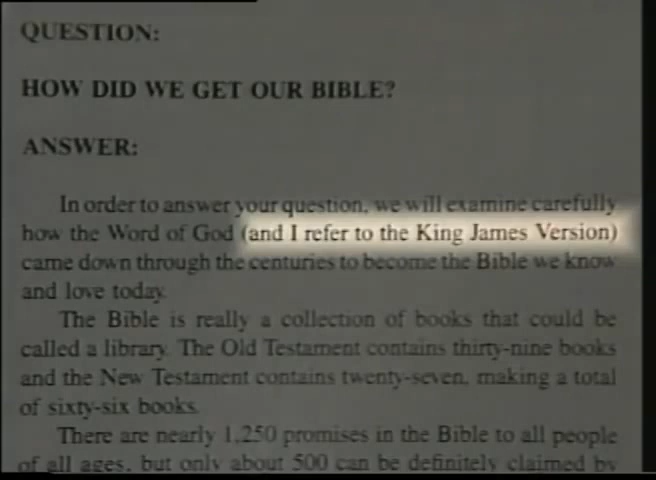 QUESTION:
HOW DID WE GET OUR BIBLE?
ANSWER:
In order to answer your question, we will examine carefully
how the Word of God (and I refer to the King James Version)
came down through the centuries to become the Bible we know
and love today.
The Bible is really a collection of books that could be
called a library. The Old Testament contains thirty-nine books
and the New Testament contains twenty-seven, making a total
of sixty-six books.
There are nearly 1,250 promises in the Bible to all people
of all ages, but only about 500 can be definitely claimed by